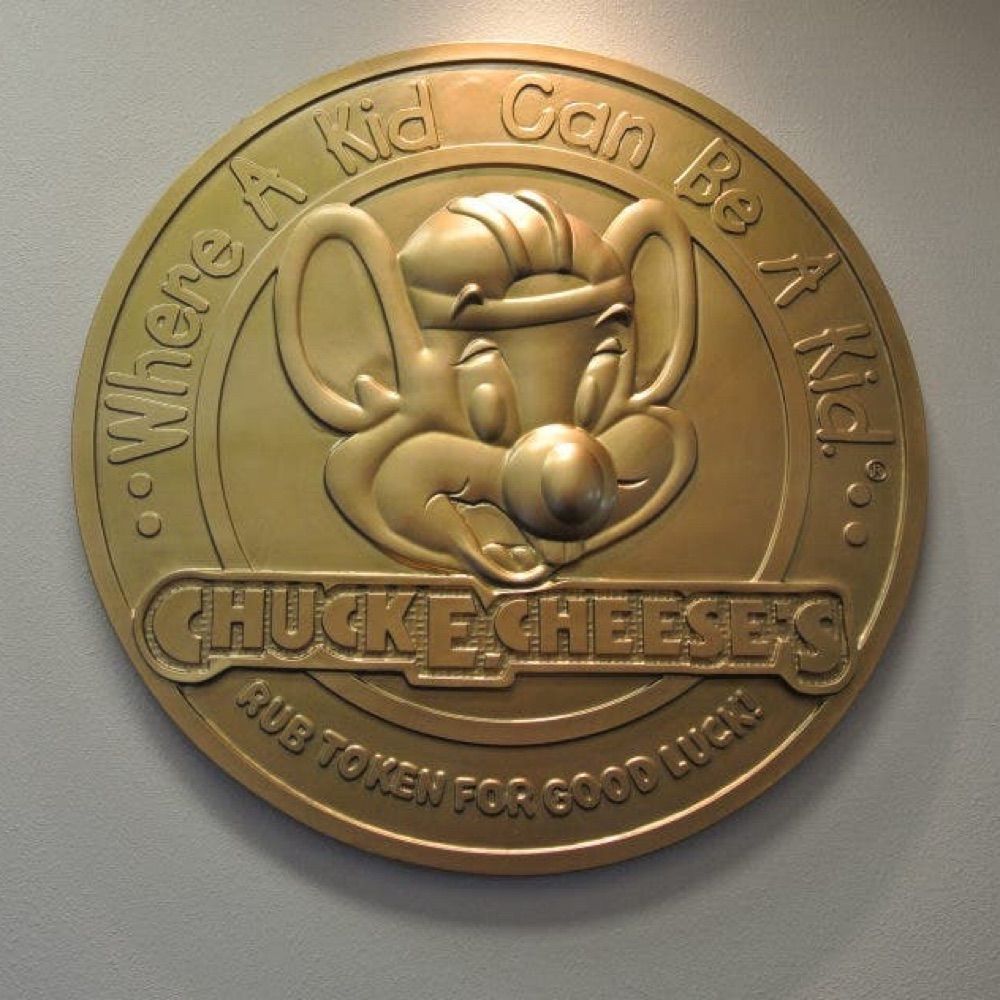 Where A Kid Can Be A Kid.®
CHUCK E. CHEESE'S
RUB TOKEN FOR GOOD LUCK!